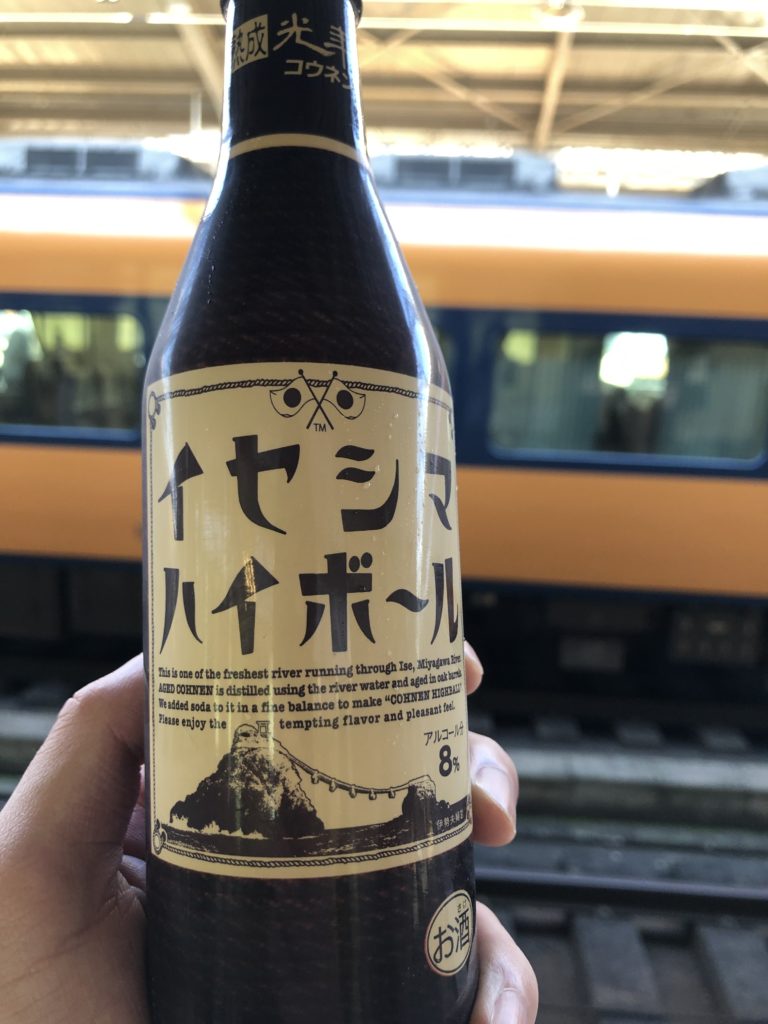 熟成 光年
コウネン
TM
イセシマ
ハイボール
This is one of the freshest river running through Ise, Miyagawa River.
AGED COHNEN is distilled using the river water and aged in oak barrels.
We added soda to it in a fine balance to make "COHNEN HIGHBALL"
Please enjoy the tempting flavor and pleasant feel.
アルコール分
8%
さけ
お酒